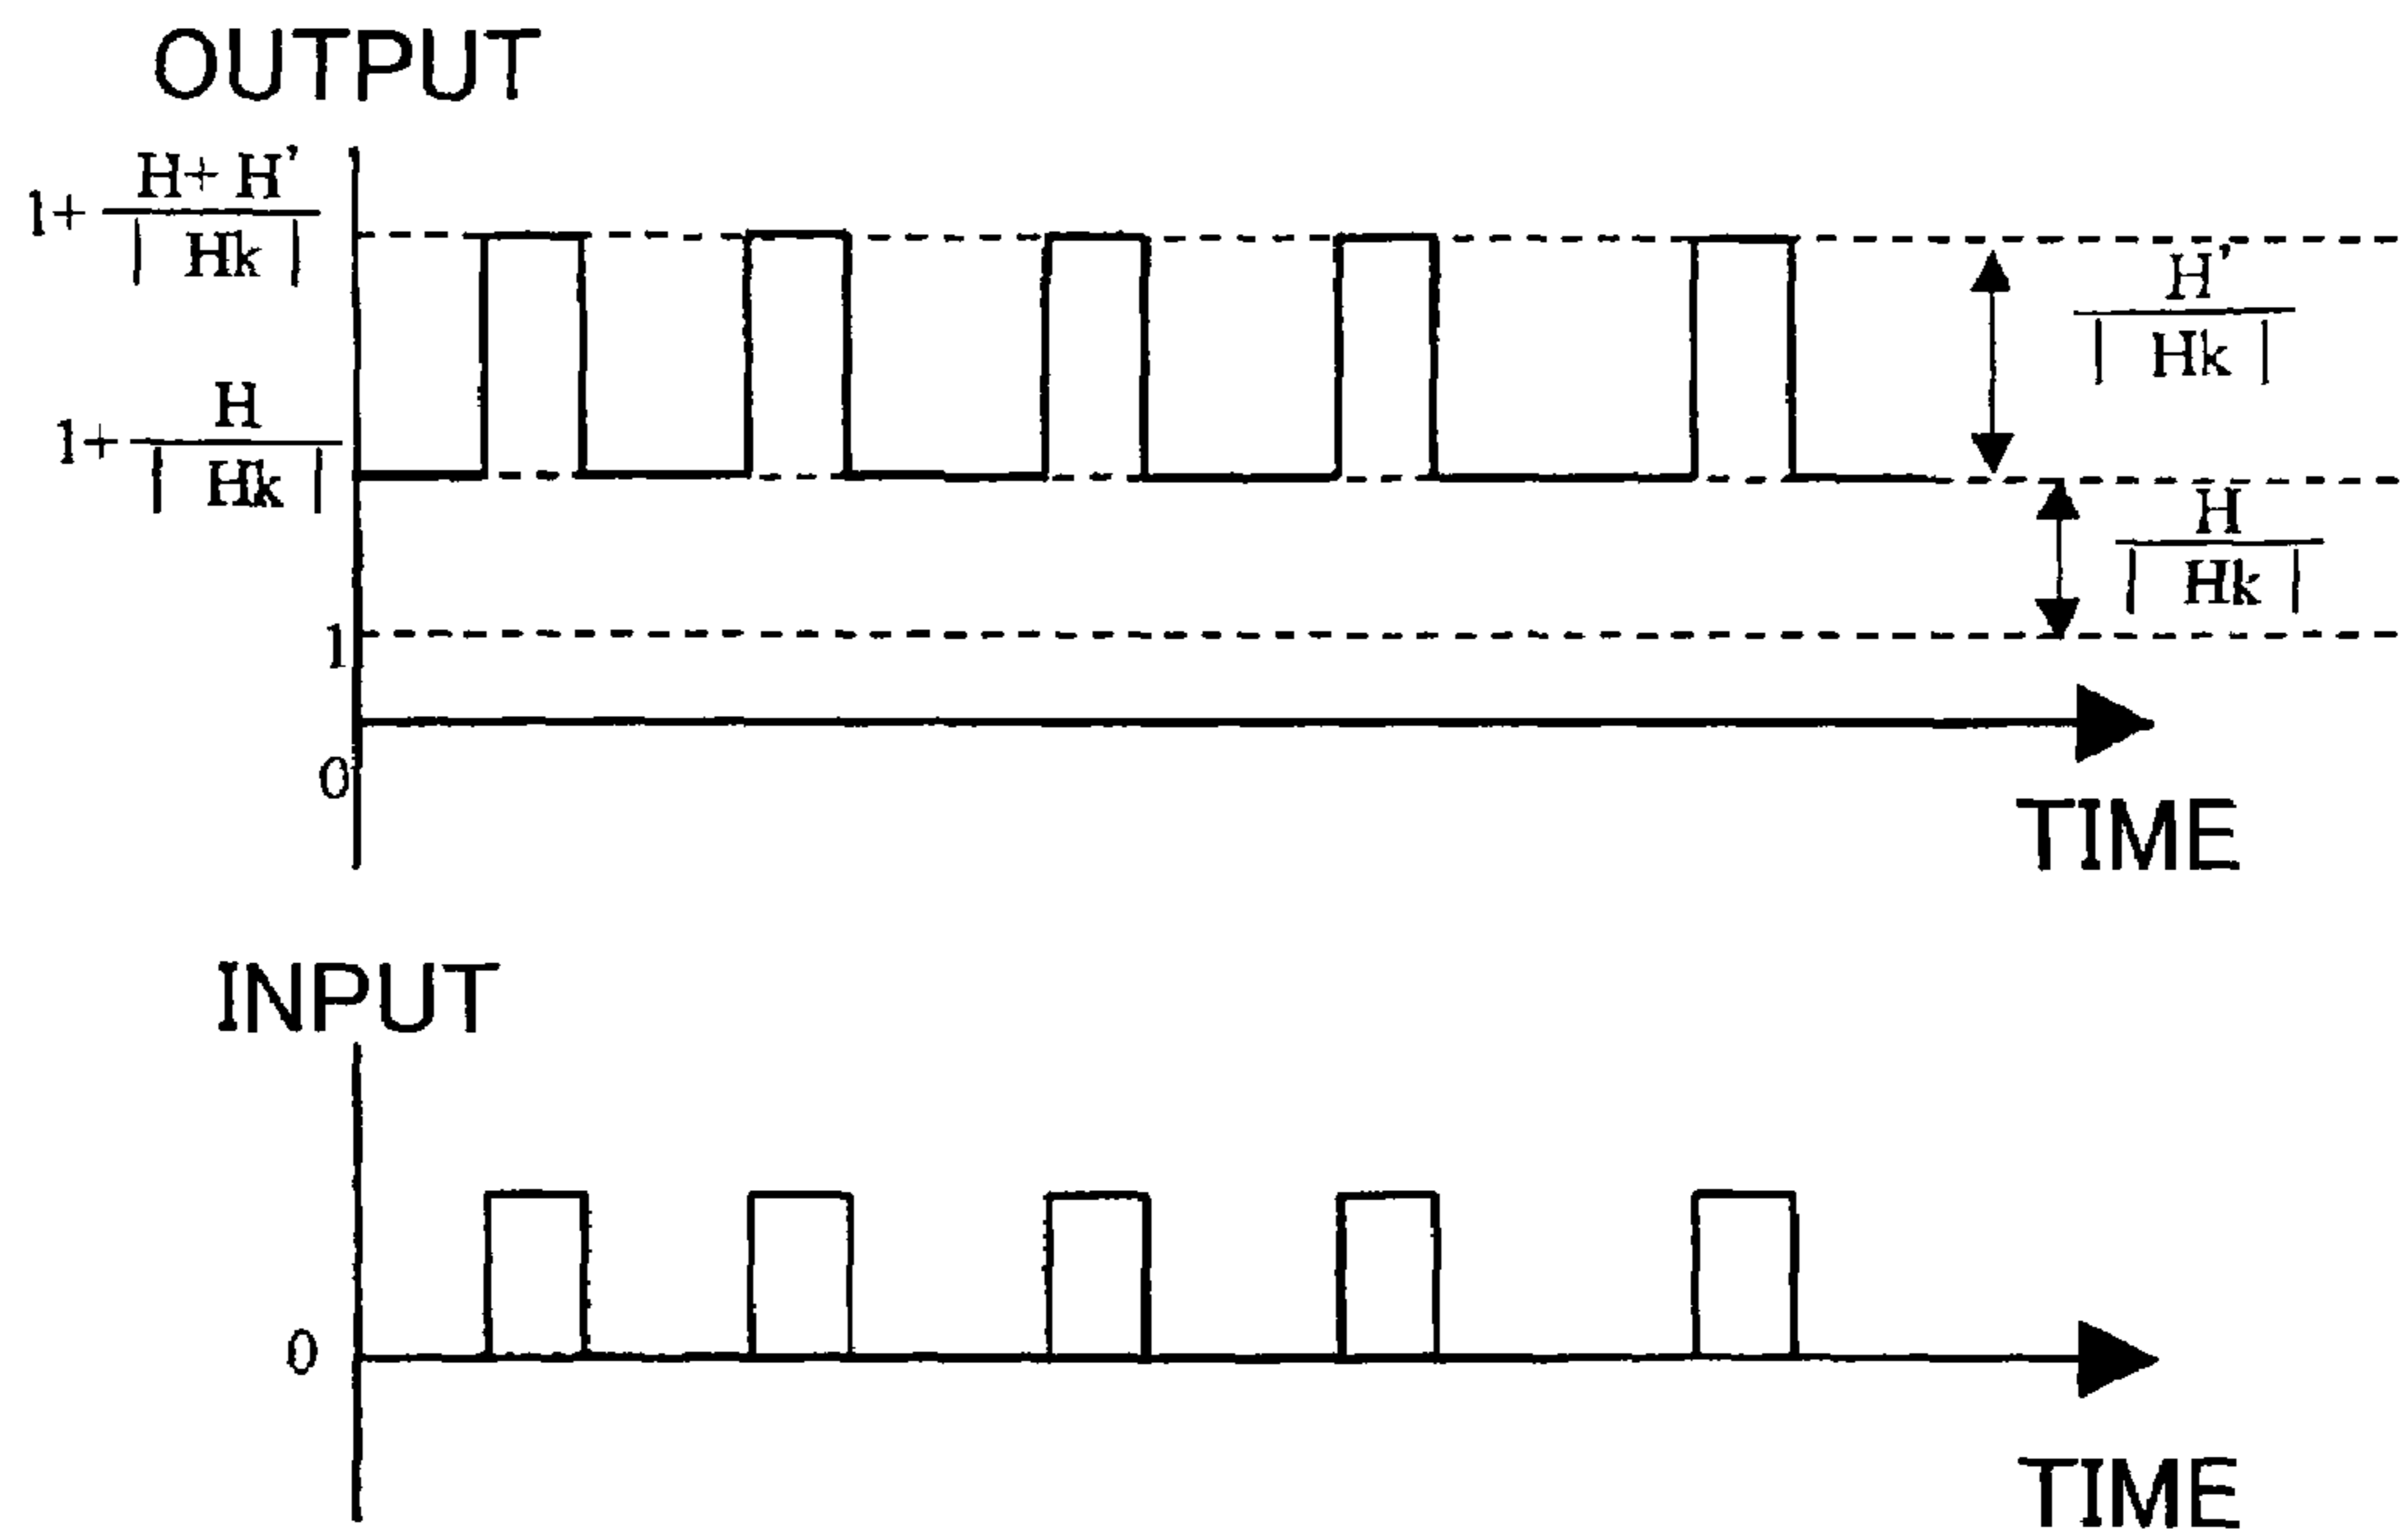 OUTPUT
1+ H+ H'
| Hk |
H'
| Hk |
1+ H
| Hk |
H
| Hk |
1
0
TIME
INPUT
0
TIME